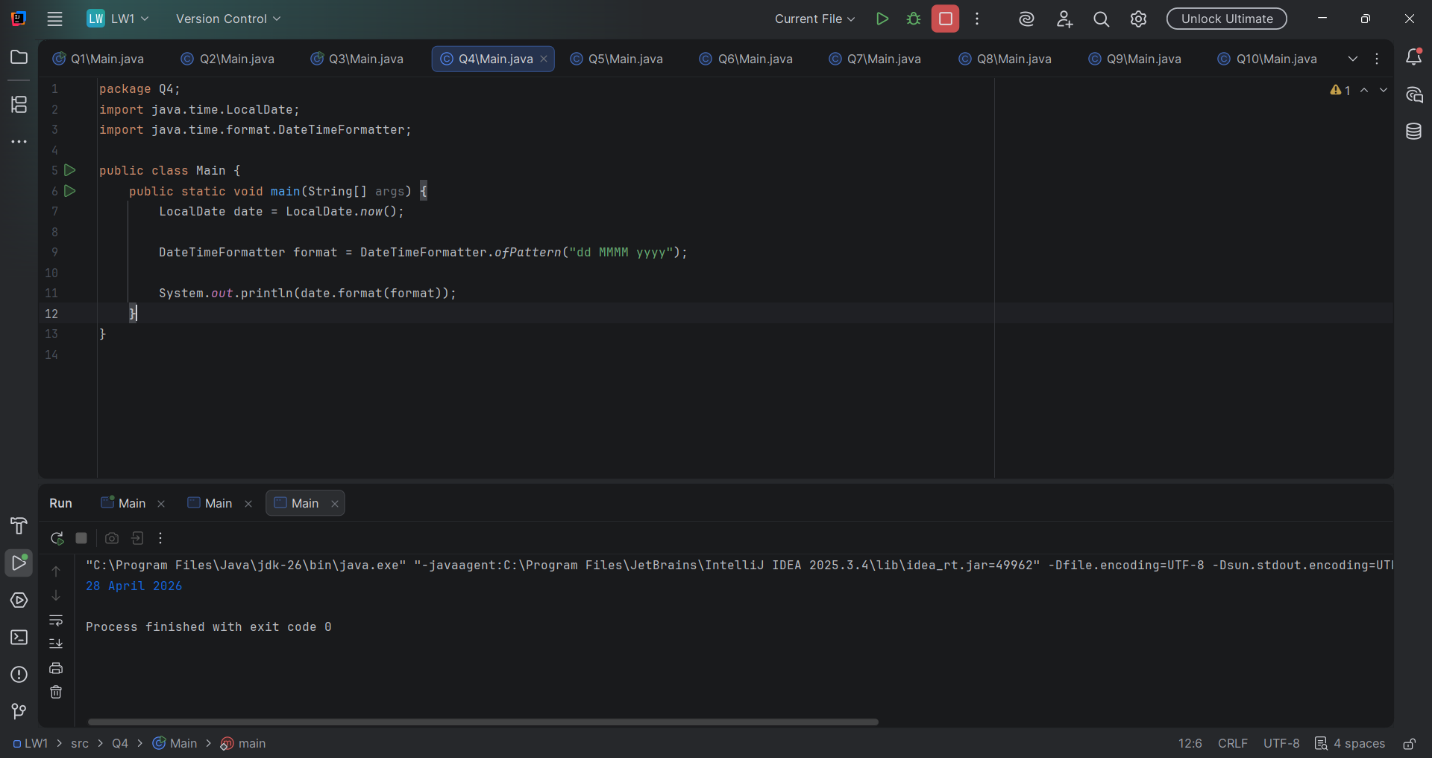 LW LW1 Version Control Current File Unlock Ultimate
Q1\Main.java Q2\Main.java Q3\Main.java Q4\Main.java Q5\Main.java Q6\Main.java Q7\Main.java Q8\Main.java Q9\Main.java Q10\Main.java
1 package Q4;
2 import java.time.LocalDate;
3 import java.time.format.DateTimeFormatter;
4
5 public class Main {
6 public static void main(String[] args) {
7 LocalDate date = LocalDate.now();
8
9 DateTimeFormatter format = DateTimeFormatter.ofPattern("dd MMMM yyyy");
10
11 System.out.println(date.format(format));
12 }
13 }
14
1
Run Main Main Main
"C:\Program Files\Java\jdk-26\bin\java.exe" "-javaagent:C:\Program Files\JetBrains\IntelliJ IDEA 2025.3.4\lib\idea_rt.jar=49962" -Dfile.encoding=UTF-8 -Dsun.stdout.encoding=UT
28 April 2026
Process finished with exit code 0
LW1 > src > Q4 > Main > main 12:6 CRLF UTF-8 4 spaces